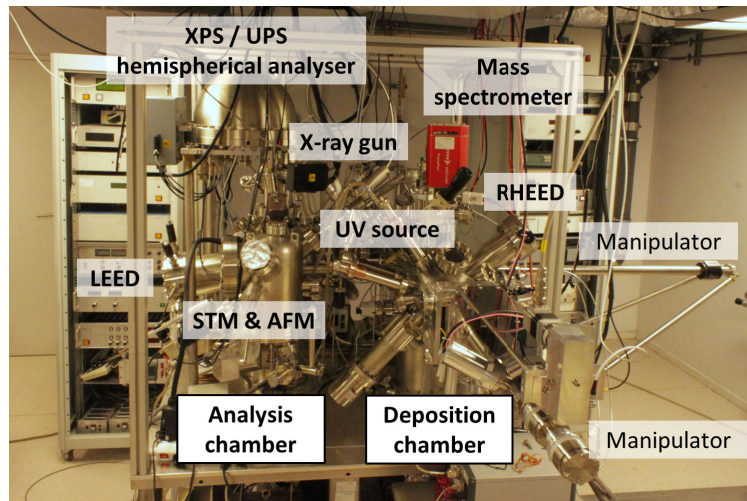 XPS / UPS
hemispherical analyser
Mass
spectrometer
X-ray gun
RHEED
UV source
Manipulator
LEED
STM & AFM
Analysis
chamber
Deposition
chamber
Manipulator